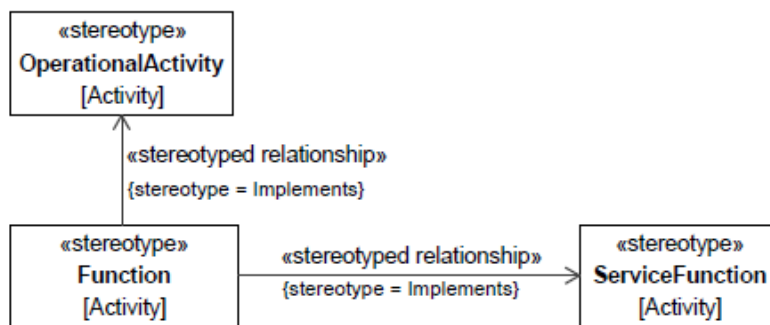 «stereotype»
OperationalActivity
[Activity]
«stereotyped relationship»
{stereotype = Implements}
«stereotype»
Function
[Activity]
«stereotyped relationship»
{stereotype = Implements}
«stereotype»
ServiceFunction
[Activity]